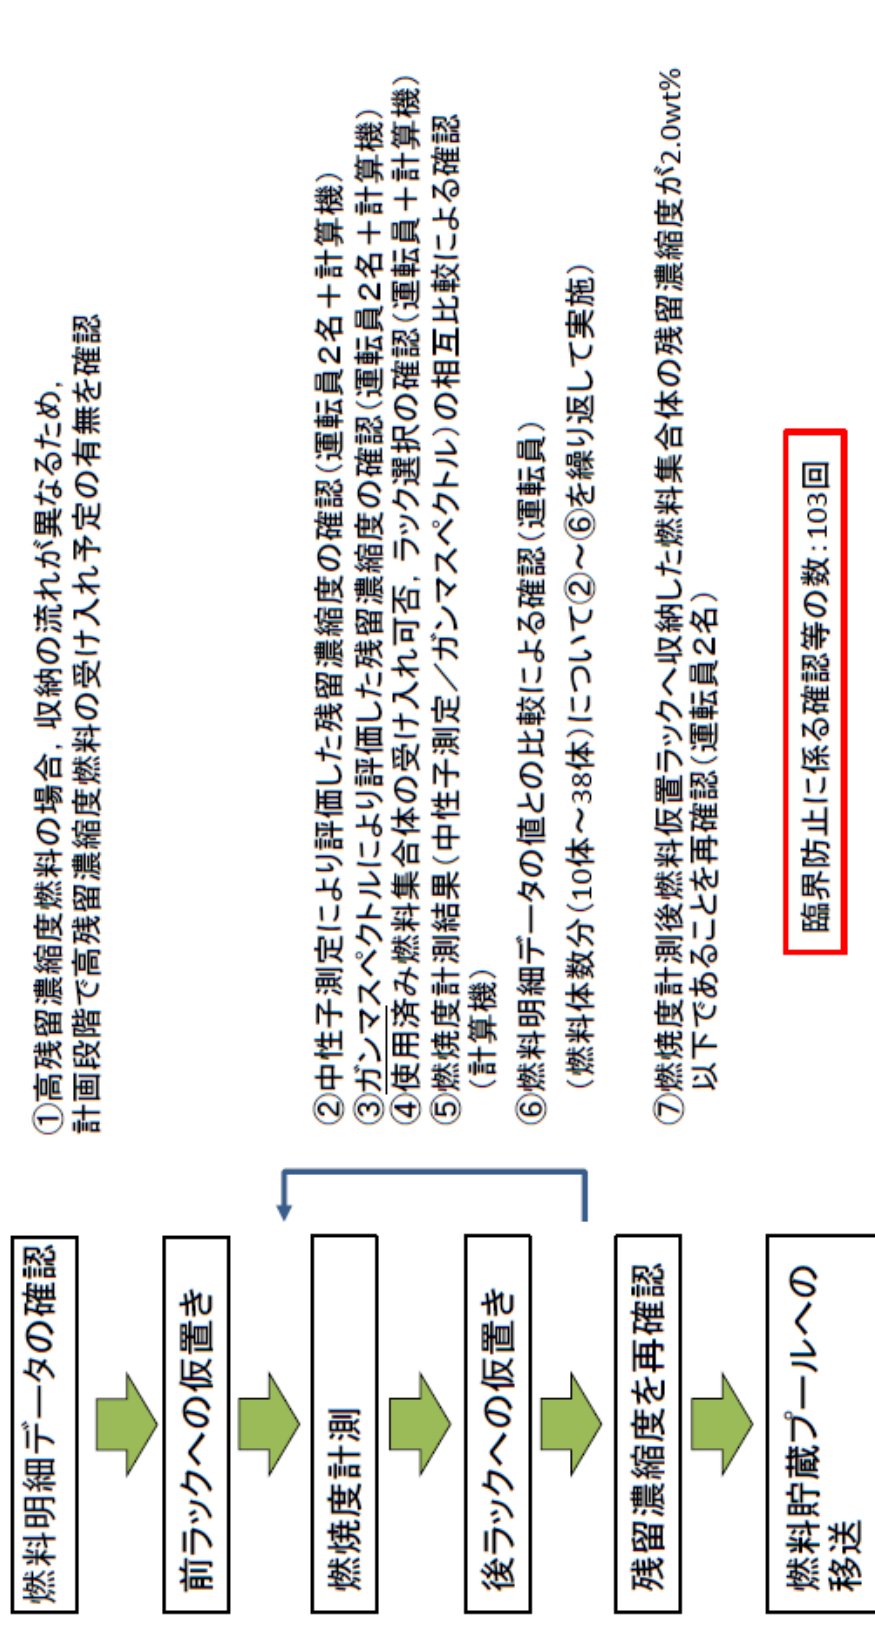 燃料明細データの確認
①高残留濃縮度燃料の場合，収納の流れが異なるため，
計画段階で高残留濃縮度燃料の受け入れ予定の有無を確認
前ラックへの仮置き
燃焼度計測
②中性子測定により評価した残留濃縮度の確認（運転員２名＋計算機）
③ガンマスペクトルにより評価した残留濃縮度の確認（運転員２名＋計算機）
④使用済み燃料集合体の受け入れ可否，ラック選択の確認（運転員＋計算機）
⑤燃焼度計測結果（中性子測定／ガンマスペクトル）の相互比較による確認
（計算機）
後ラックへの仮置き
⑥燃料明細データの値との比較による確認（運転員）
（燃料体数分（10体～38体）について②～⑥を繰り返して実施）
残留濃縮度を再確認
⑦燃焼度計測後燃料仮置ラックへ収納した燃料集合体の残留濃縮度が2.0wt%
以下であることを再確認（運転員２名）
燃料貯蔵プールへの
移送
臨界防止に係る確認等の数：103回